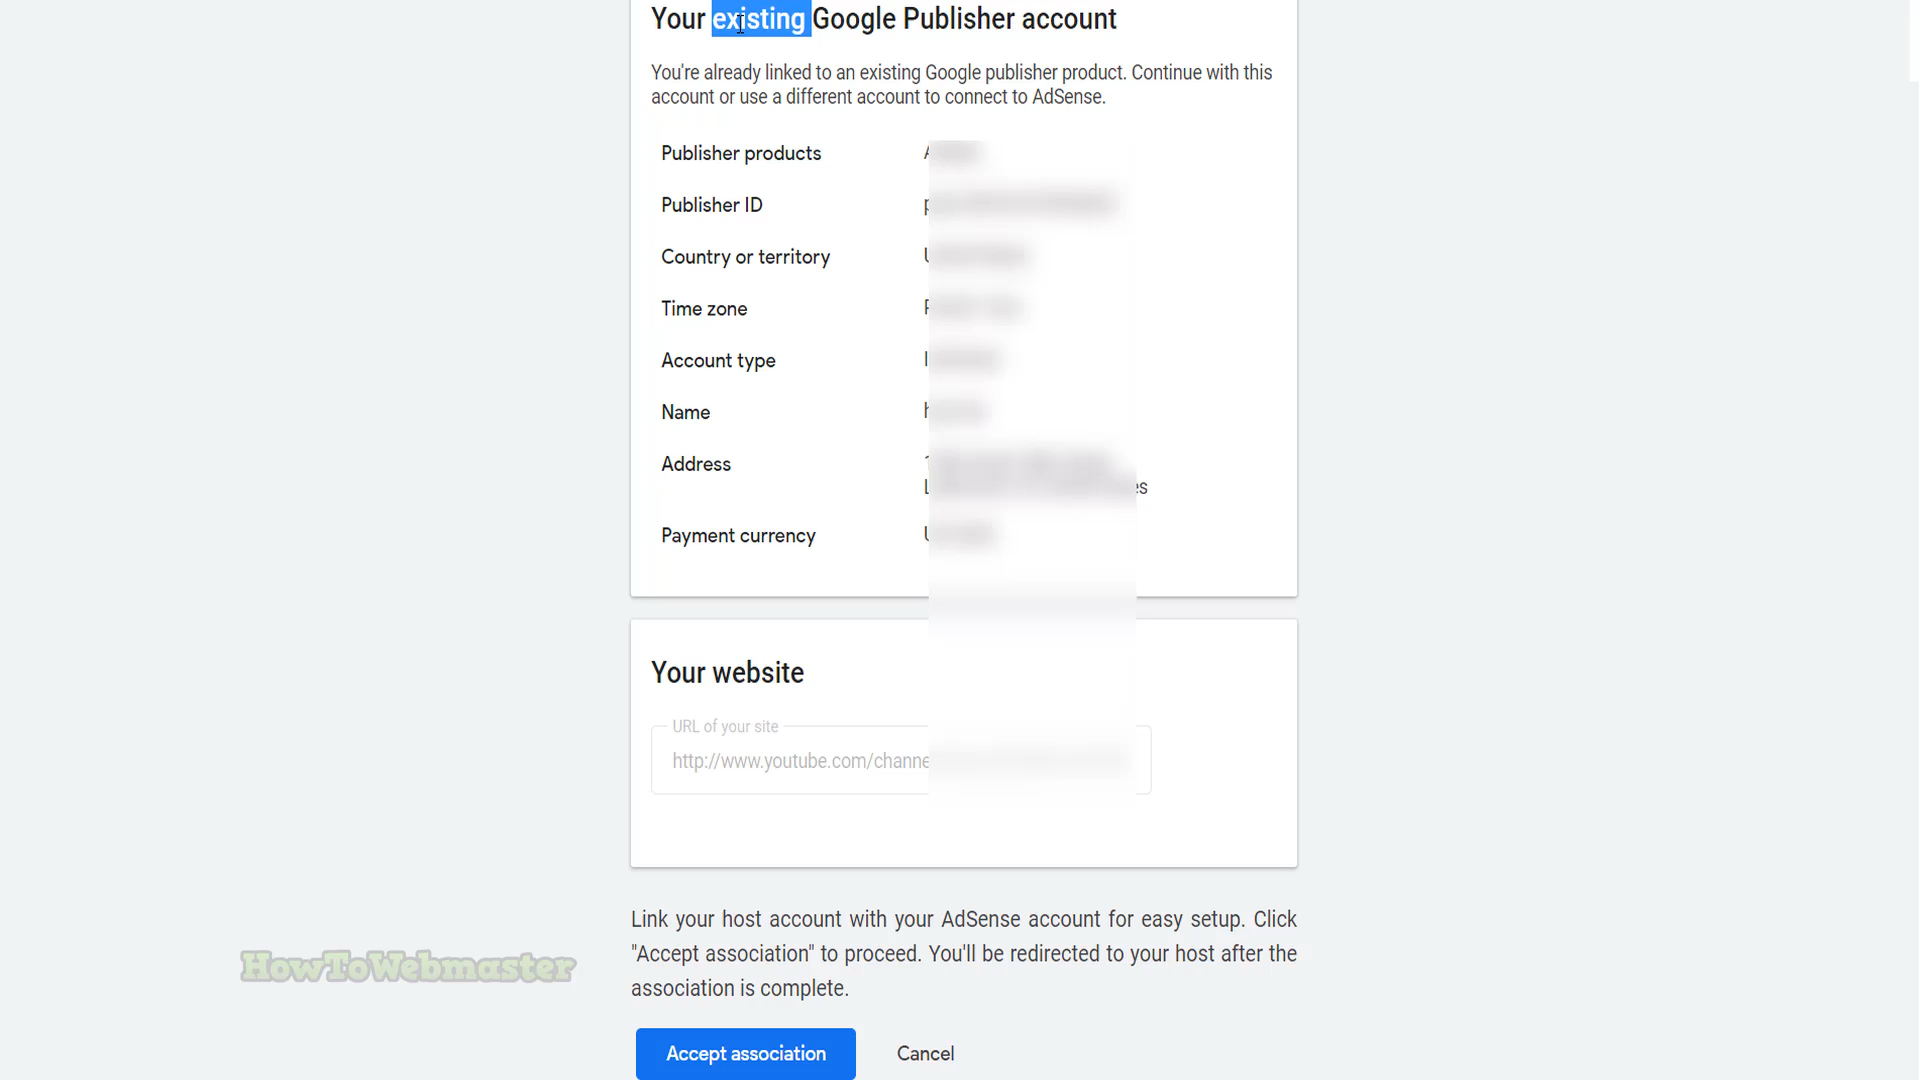 Your existing Google Publisher account
You're already linked to an existing Google publisher product. Continue with this
account or use a different account to connect to AdSense.
Publisher products
Publisher ID
Country or territory
Time zone
Account type
Name
Address
Payment currency
Your website
URL of your site
http://www.youtube.com/channe
Link your host account with your AdSense account for easy setup. Click
"Accept association" to proceed. You'll be redirected to your host after the
association is complete.
HowToWebmaster
Accept association Cancel